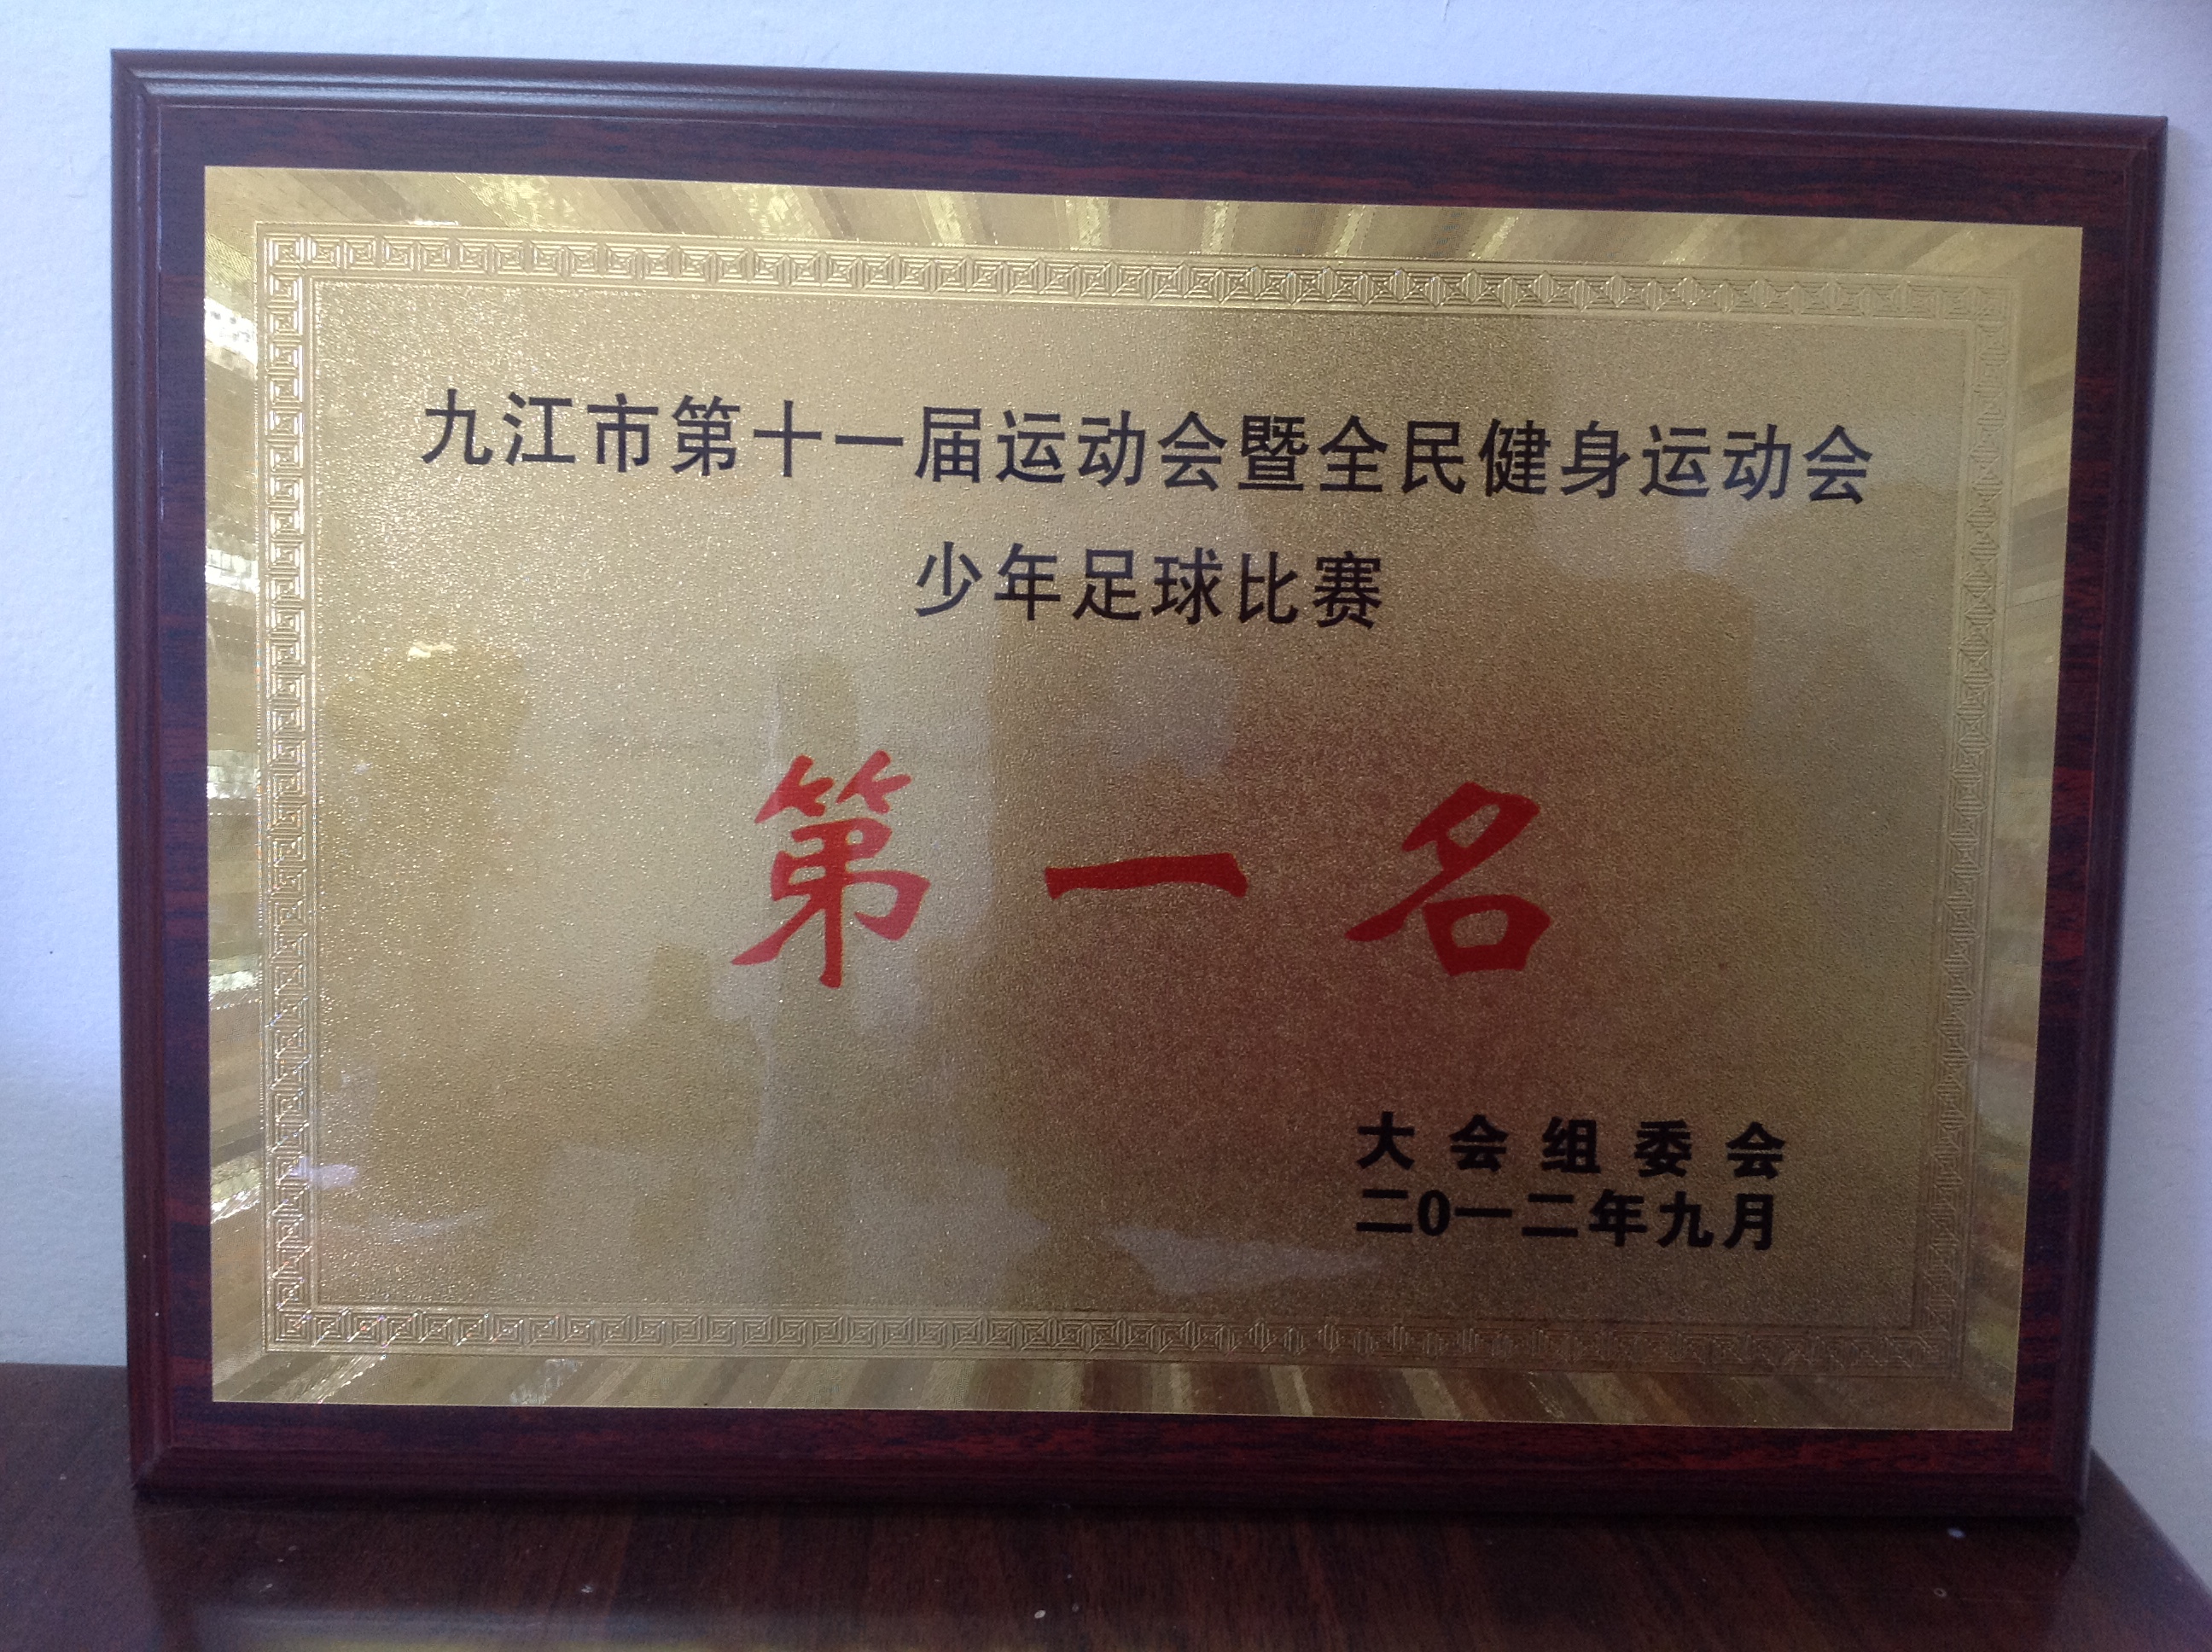 九江市第十一届运动会暨全民健身运动会
少年足球比赛
第一名
大会组委会
二0一二年九月